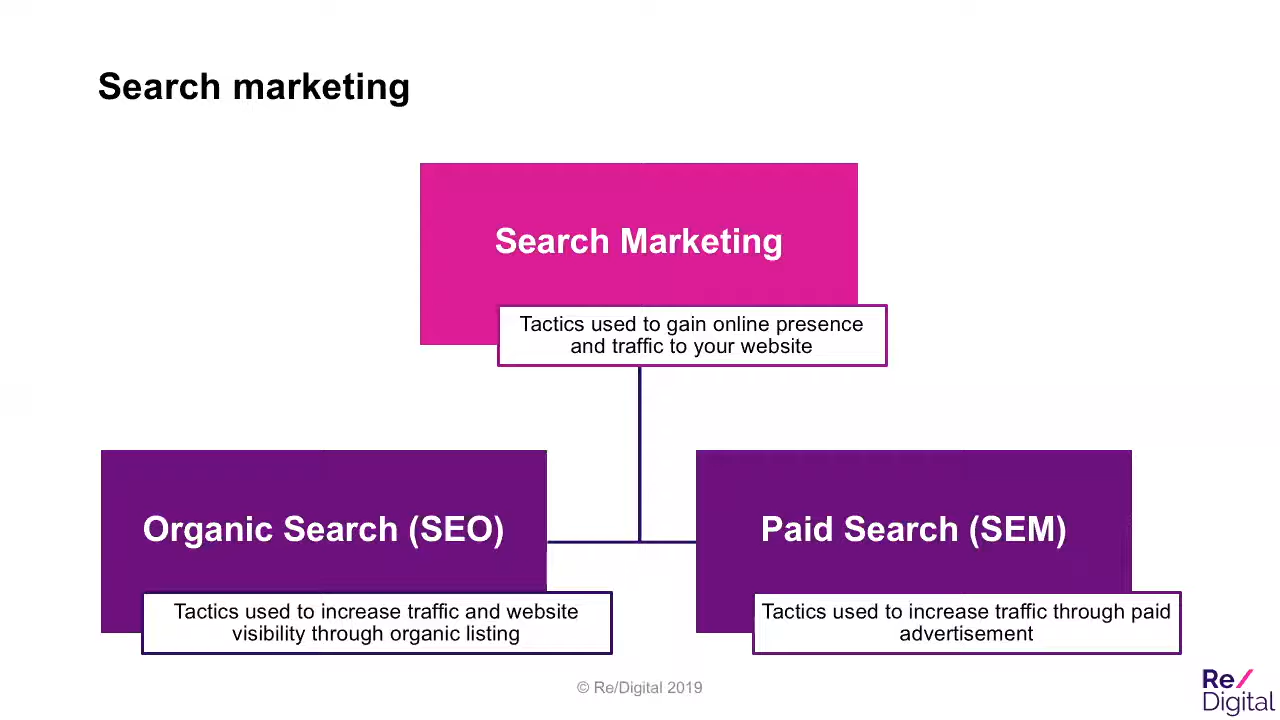 Search marketing
Search Marketing
Tactics used to gain online presence
and traffic to your website
Organic Search (SEO)
Tactics used to increase traffic and website
visibility through organic listing
Paid Search (SEM)
Tactics used to increase traffic through paid
advertisement
© Re/Digital 2019
Re/
Digital